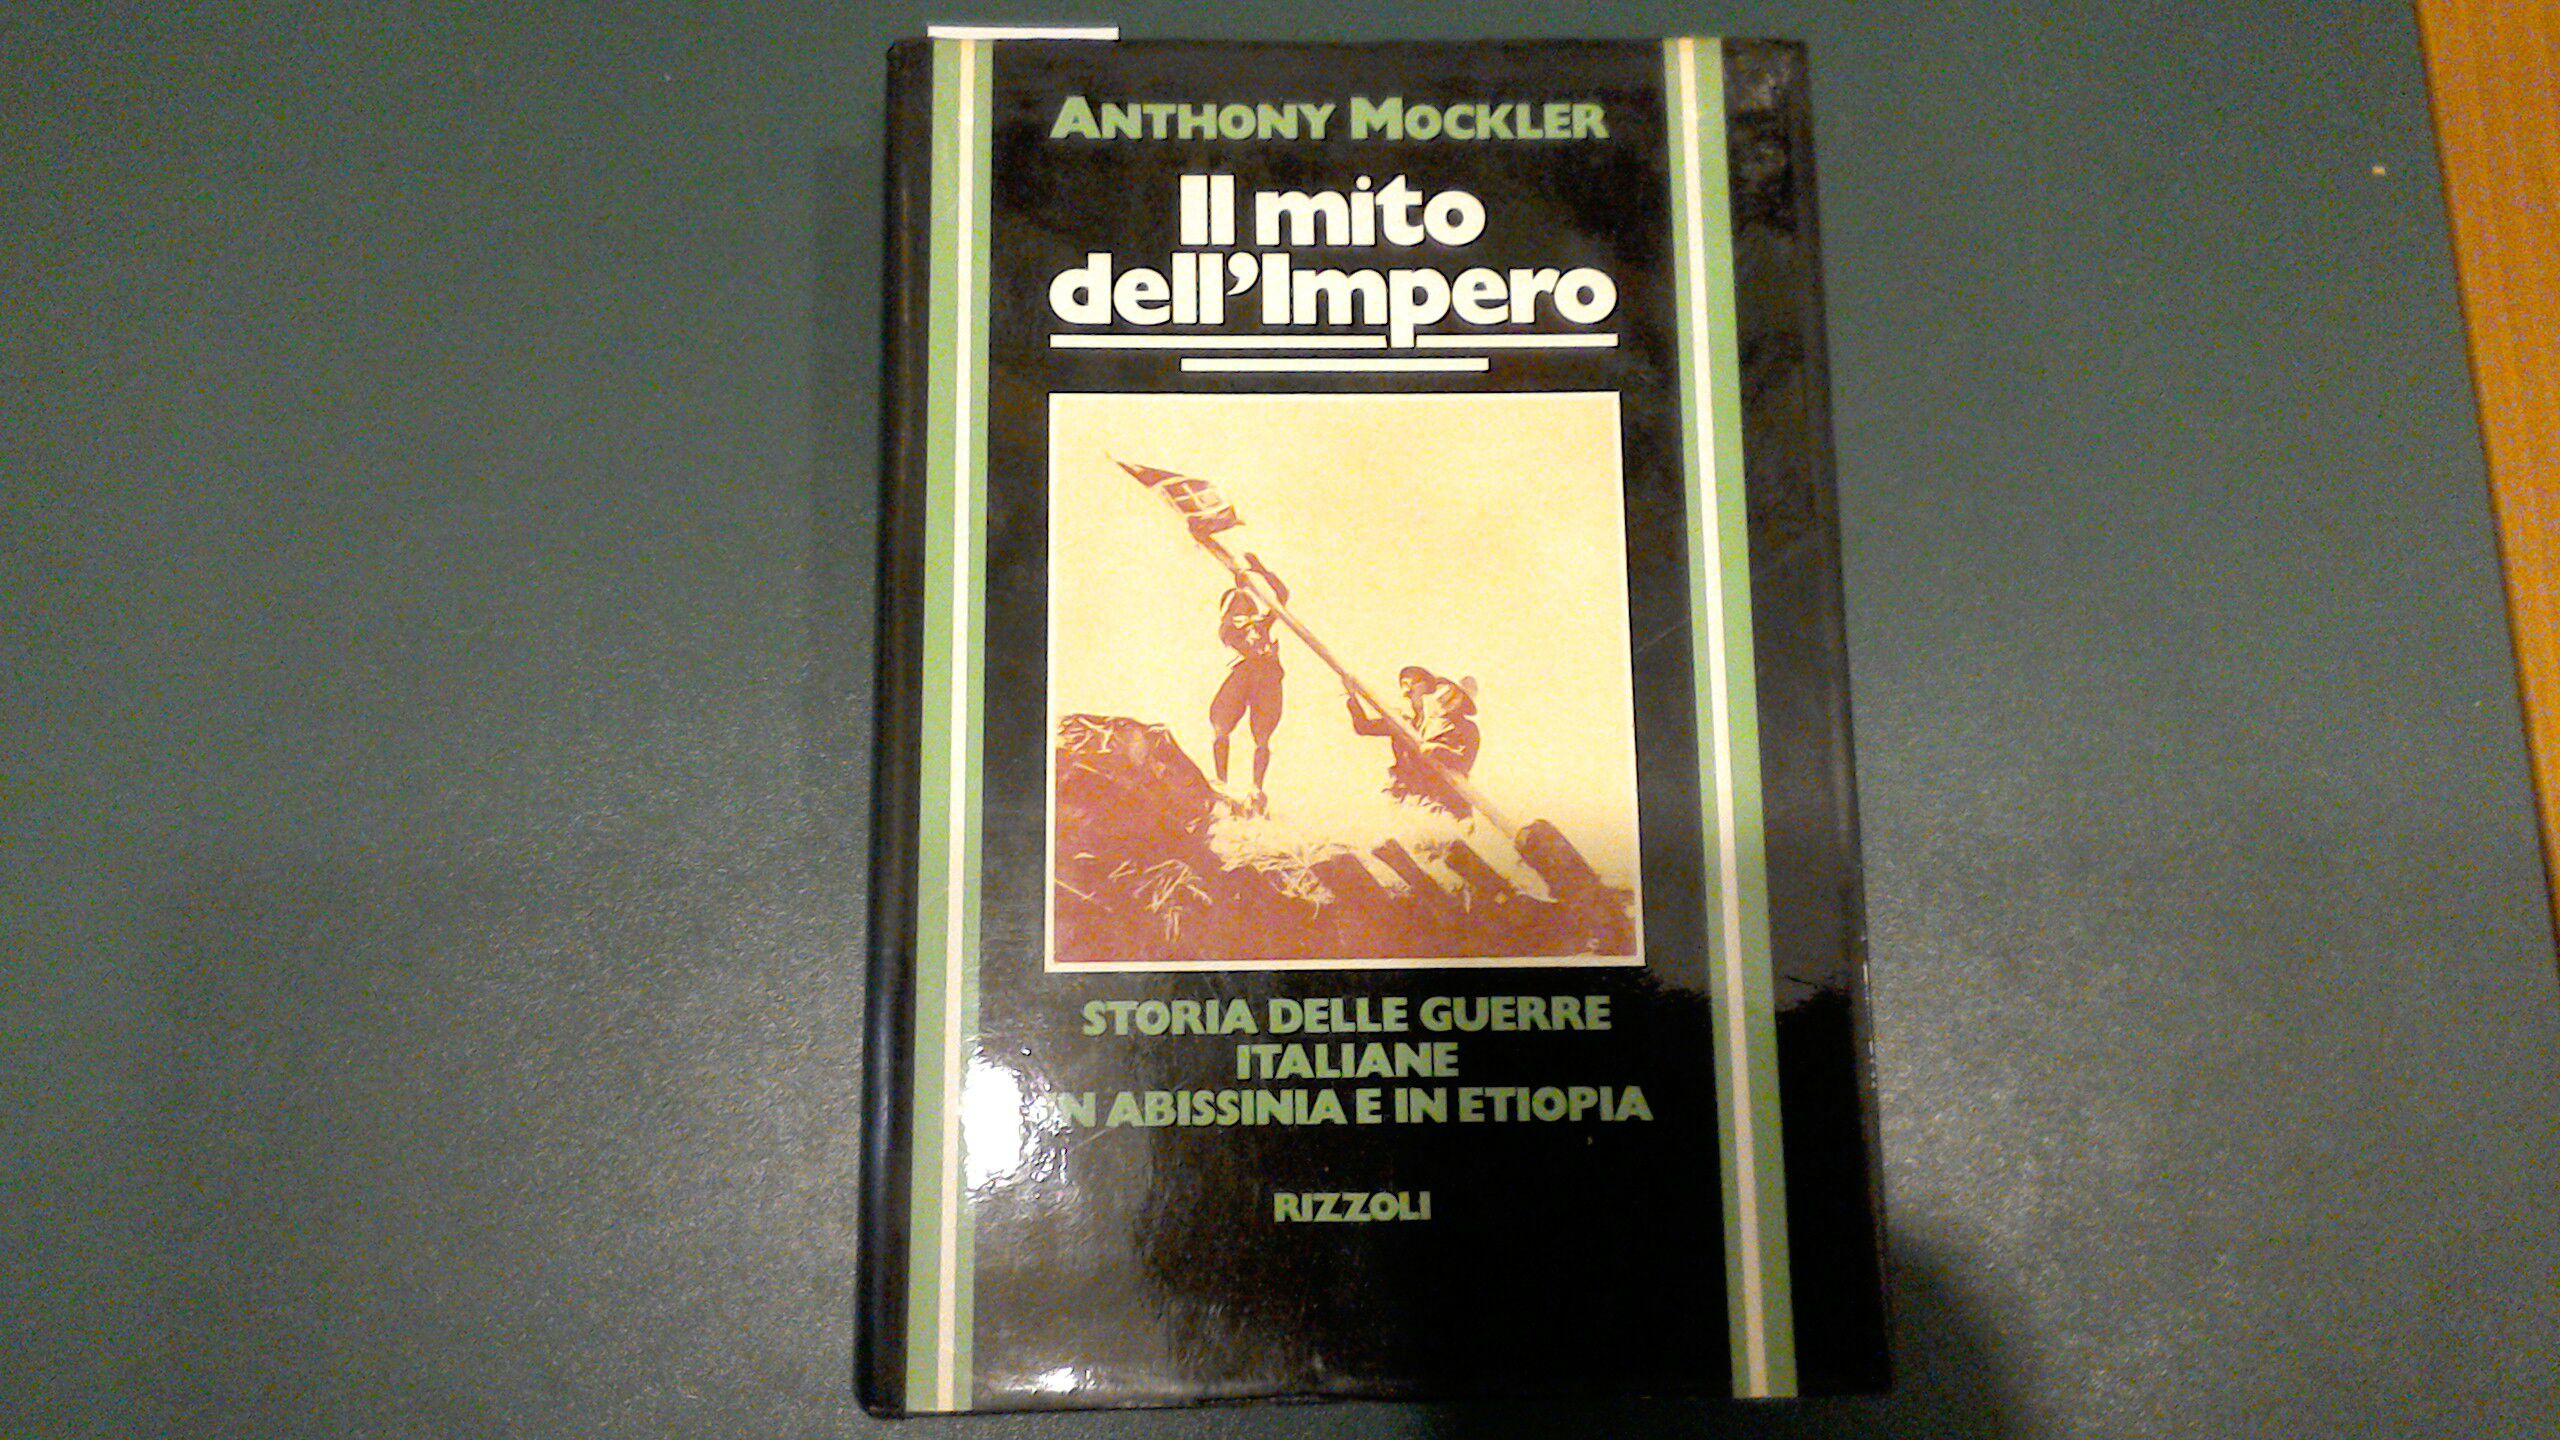 ANTHONY MOCKLER
Il mito
dell'Impero
STORIA DELLE GUERRE
ITALIANE
IN ABISSINIA E IN ETIOPIA
RIZZOLI